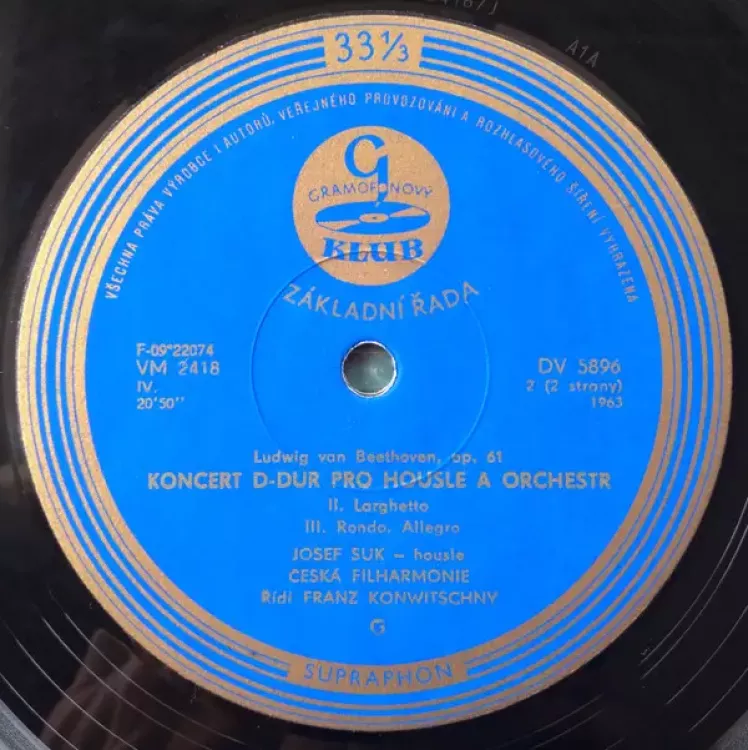 33⅓
VŠECHNA PRÁVA VÝROBCE I AUTORŮ, VEŘEJNÉHO PROVOZOVÁNÍ A ROZHLASOVÉHO ŠÍŘENÍ VYHRAZENA
A1A
G
GRAMOFONOVÝ
KLUB
ZÁKLADNÍ ŘADA
F-09*22074
VM 2418
IV.
20'50"
DV 5896
2 (2 strany)
1963
Ludwig van Beethoven, op. 61
KONCERT D-DUR PRO HOUSLE A ORCHESTR
II. Larghetto
III. Rondo. Allegro
JOSEF SUK – housle
ČESKÁ FILHARMONIE
Řídí FRANZ KONWITSCHNY
G
SUPRAPHON